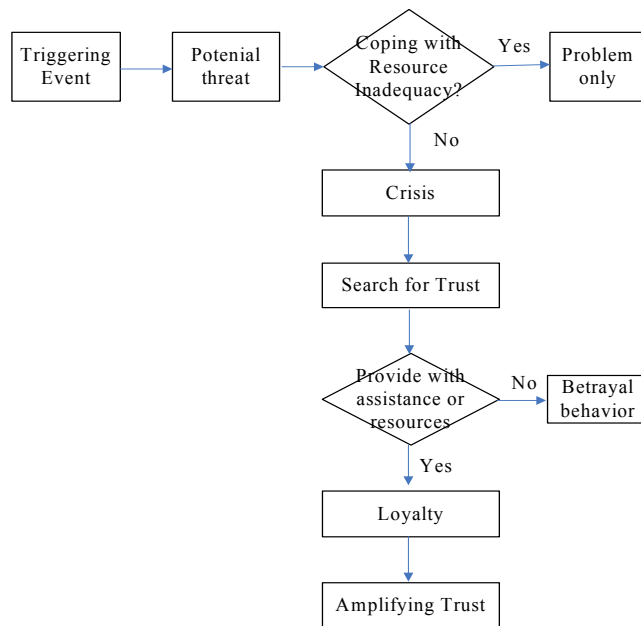 Triggering
Event
Potenial
threat
Coping with
Resource
Inadequacy?
Yes
Problem
only
No
Crisis
Search for Trust
Provide with
assistance or
resources
No
Betrayal
behavior
Yes
Loyalty
Amplifying Trust